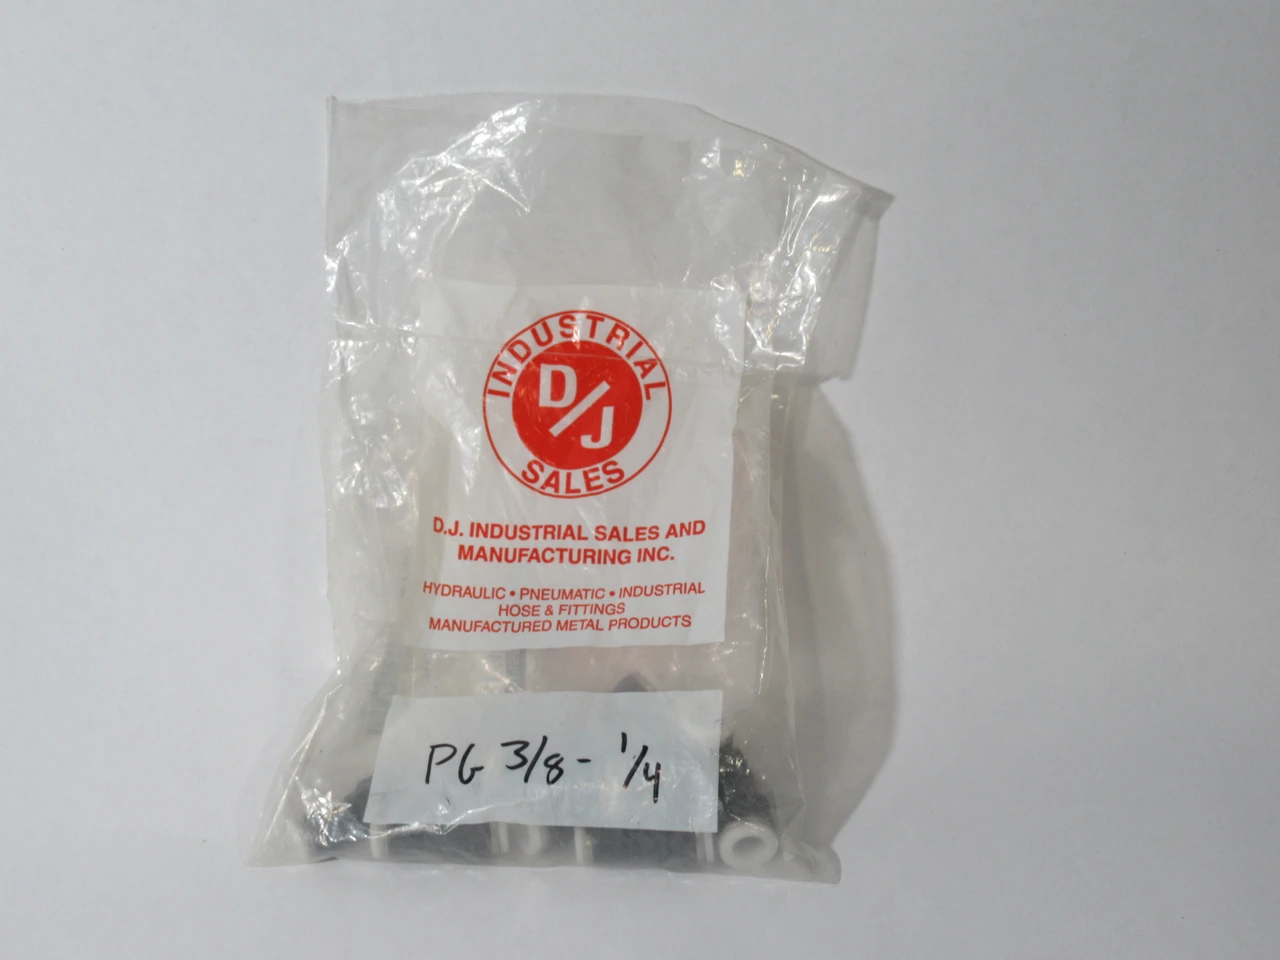 INDUSTRIAL
D/J
SALES
D.J. INDUSTRIAL SALES AND
MANUFACTURING INC.
HYDRAULIC • PNEUMATIC • INDUSTRIAL
HOSE & FITTINGS
MANUFACTURED METAL PRODUCTS
PG 3/8 - 1/4